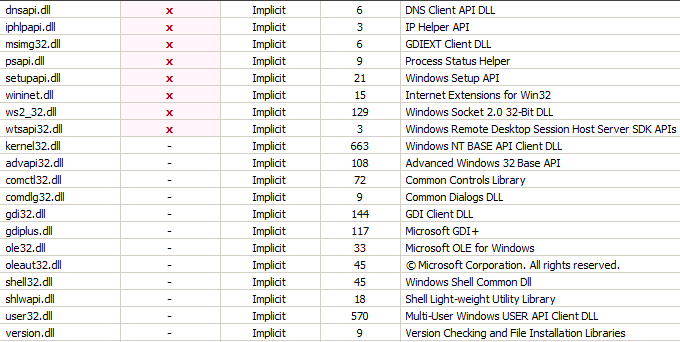 dnsapi.dll x Implicit 6 DNS Client API DLL
iphlpapi.dll x Implicit 3 IP Helper API
msimg32.dll x Implicit 6 GDIEXT Client DLL
psapi.dll x Implicit 9 Process Status Helper
setupapi.dll x Implicit 21 Windows Setup API
wininet.dll x Implicit 15 Internet Extensions for Win32
ws2_32.dll x Implicit 129 Windows Socket 2.0 32-Bit DLL
wtsapi32.dll x Implicit 3 Windows Remote Desktop Session Host Server SDK APIs
kernel32.dll - Implicit 663 Windows NT BASE API Client DLL
advapi32.dll - Implicit 108 Advanced Windows 32 Base API
comctl32.dll - Implicit 72 Common Controls Library
comdlg32.dll - Implicit 9 Common Dialogs DLL
gdi32.dll - Implicit 144 GDI Client DLL
gdiplus.dll - Implicit 117 Microsoft GDI+
ole32.dll - Implicit 33 Microsoft OLE for Windows
oleaut32.dll - Implicit 45 © Microsoft Corporation. All rights reserved.
shell32.dll - Implicit 45 Windows Shell Common Dll
shlwapi.dll - Implicit 18 Shell Light-weight Utility Library
user32.dll - Implicit 570 Multi-User Windows USER API Client DLL
version.dll - Implicit 9 Version Checking and File Installation Libraries